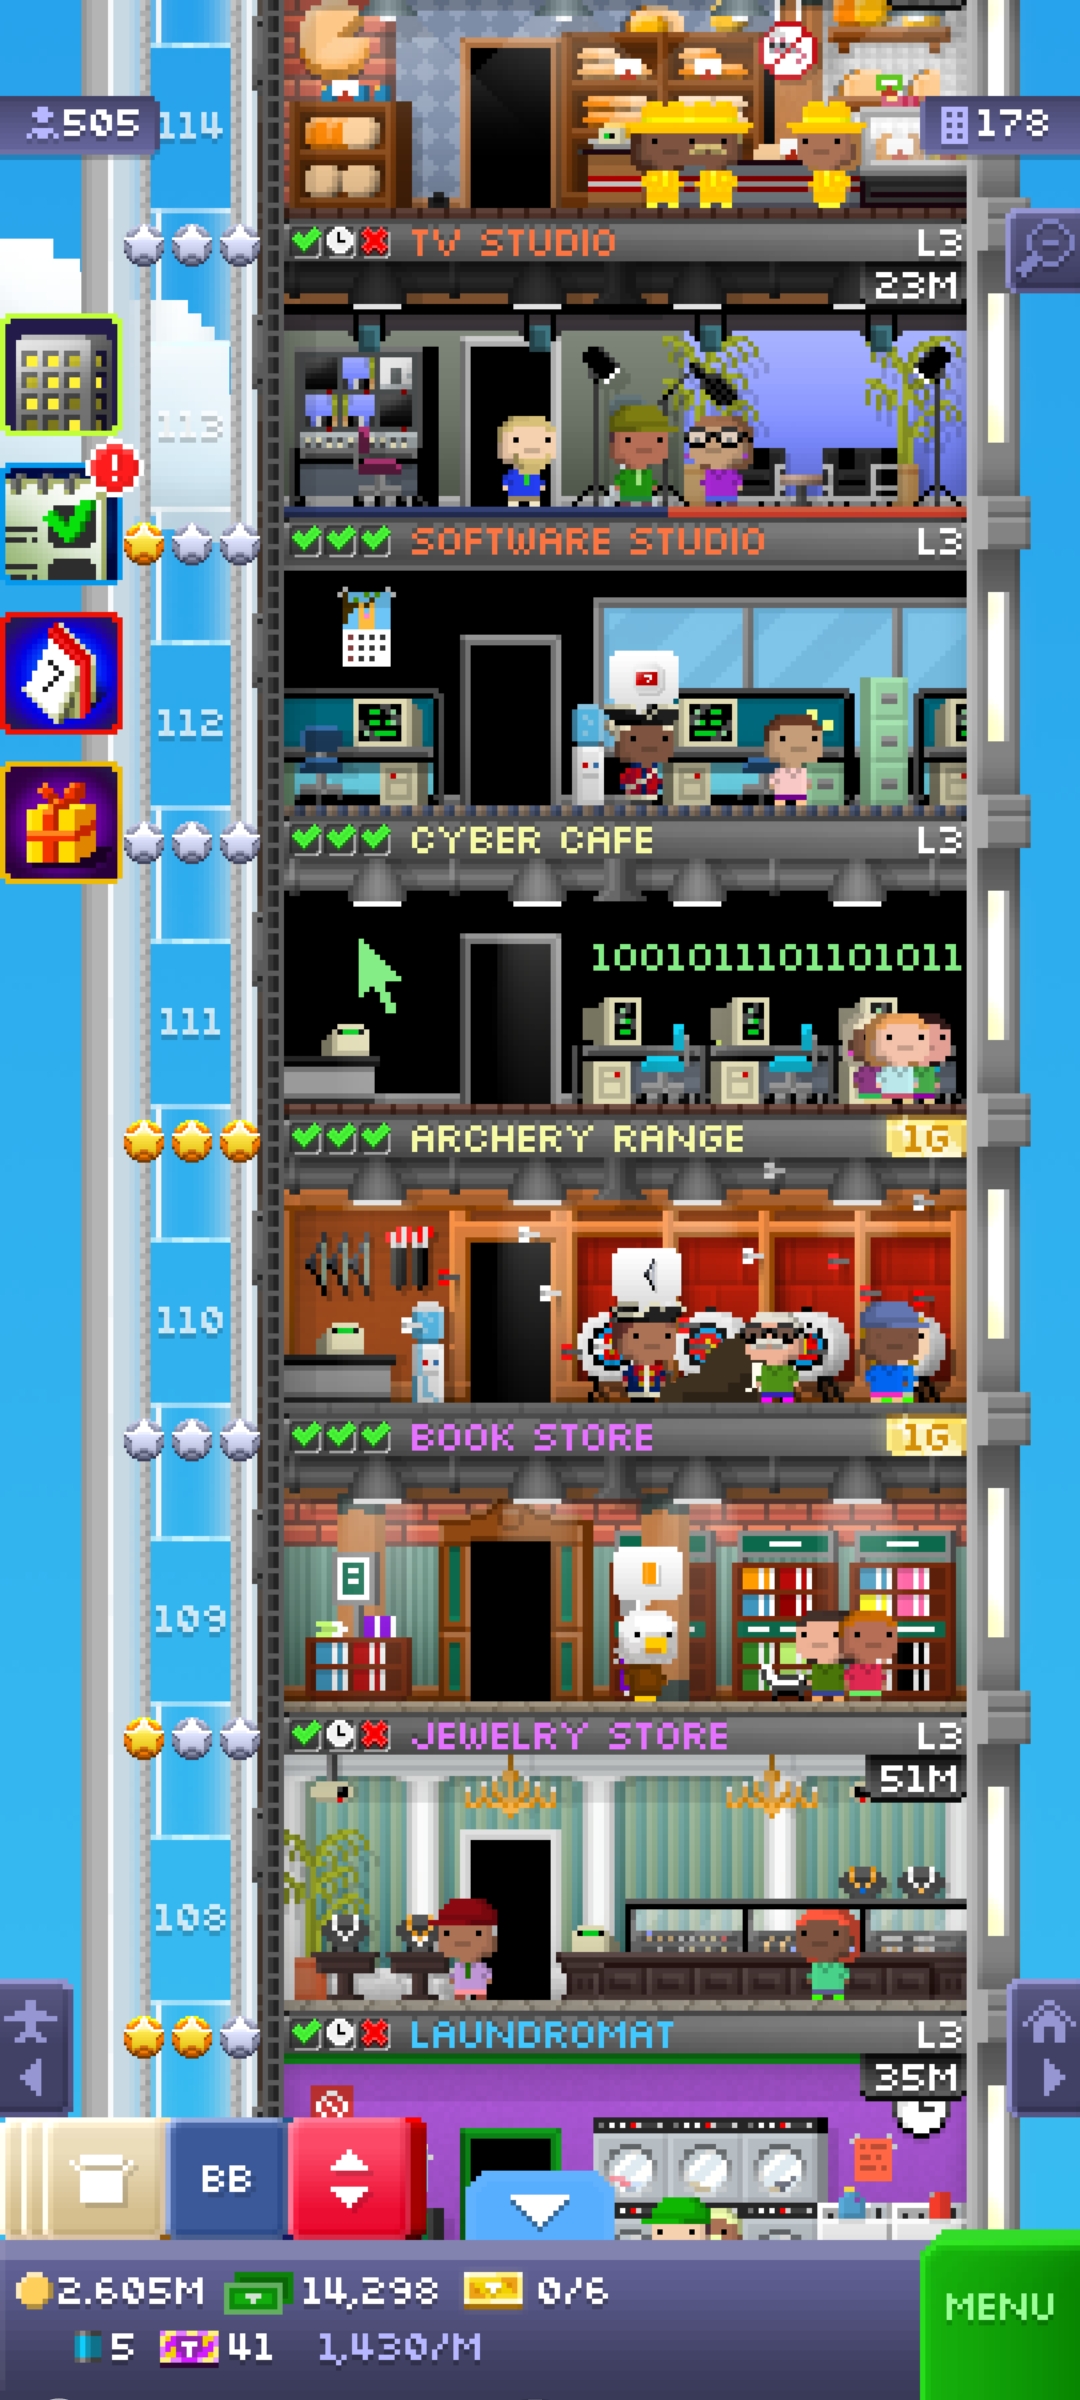 505
114
178
TV STUDIO
L3
23M
113
SOFTWARE STUDIO
L3
?
112
CYBER CAFE
L3
1001011101101011
111
ARCHERY RANGE
1G
110
BOOK STORE
1G
109
JEWELRY STORE
L3
51M
108
LAUNDROMAT
L3
35M
BB
2.605M
14,298
0/6
MENU
5
T
41
1,430/M